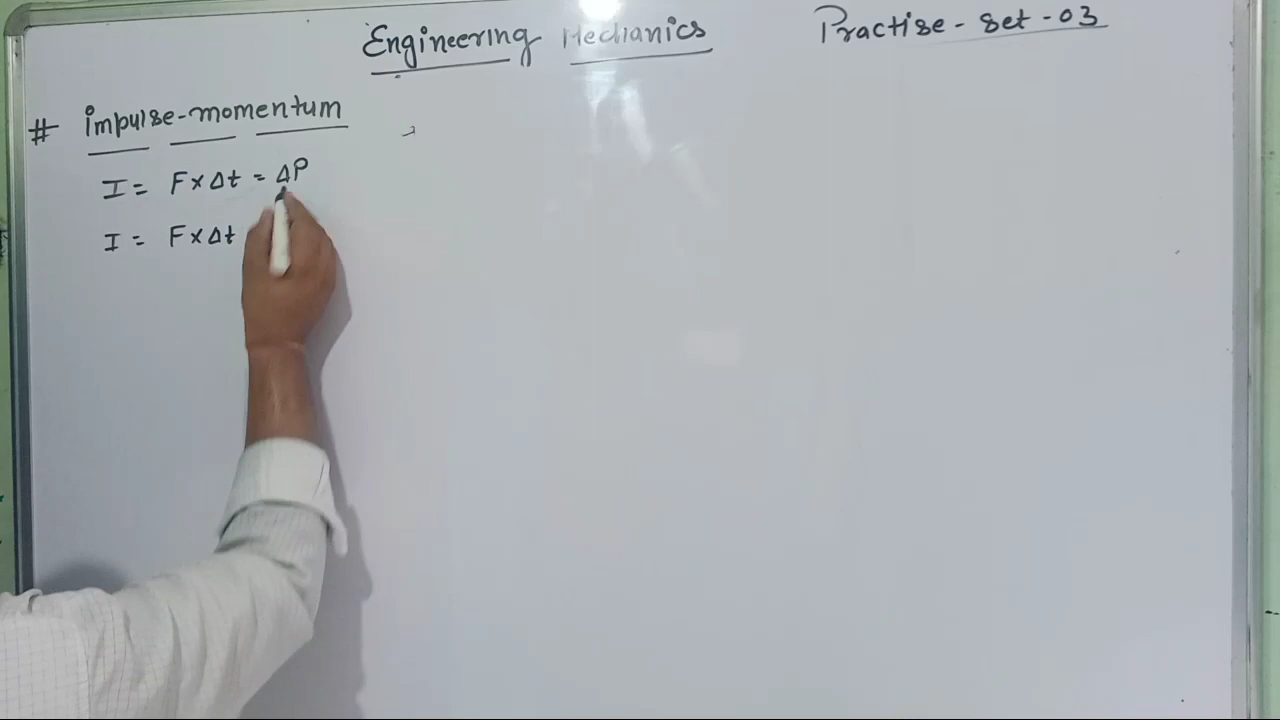 Engineering Mechanics
Practise - Set - 03
# impulse-momentum
I = F × Δt = ΔP
I = F × Δt